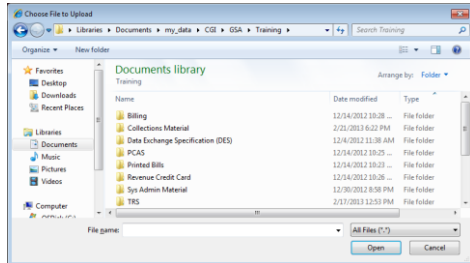 Choose File to Upload
Libraries ▸ Documents ▸ my_data ▸ CGI ▸ GSA ▸ Training ▸
Search Training
Organize ▾ New folder
Favorites
Desktop
Downloads
Recent Places
Libraries
Documents
Music
Pictures
Videos
Computer
Documents library
Training
Arrange by: Folder ▾
Name Date modified Type
Billing 12/14/2012 10:28 ... File folder
Collections Material 2/21/2013 6:22 PM File folder
Data Exchange Specification (DES) 12/4/2012 11:38 AM File folder
PCAS 12/14/2012 10:25 ... File folder
Printed Bills 12/14/2012 10:23 ... File folder
Revenue Credit Card 12/14/2012 10:26 ... File folder
Sys Admin Material 12/30/2012 8:58 PM File folder
TRS 2/17/2013 12:53 PM File folder
File name:
All Files (*.*)
Open Cancel